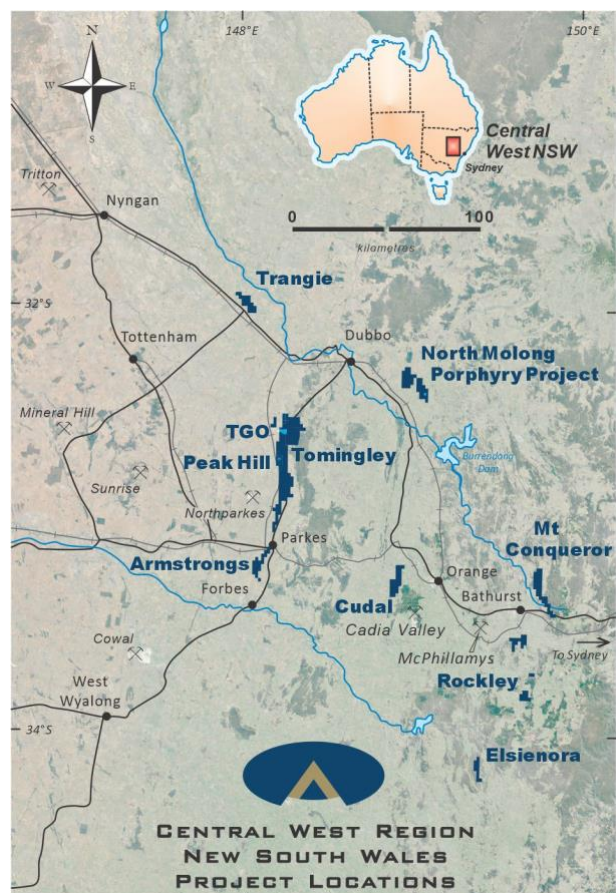 148°E
150°E
N
W
E
S
Central
West NSW
Sydney
Tritton
Nyngan
0
100
kilometres
Trangie
32°S
Dubbo
Tottenham
North Molong
Porphyry Project
Mineral Hill
TGO
Tomingley
Peak Hill
Burrendong
Dam
Sunrise
Northparkes
Mt
Conqueror
Parkes
Armstrongs
Orange
Forbes
Cudal
Bathurst
Cadia Valley
Cowal
McPhillamys
To Sydney
West
Wyalong
Rockley
34°S
Elsienora
CENTRAL WEST REGION
NEW SOUTH WALES
PROJECT LOCATIONS